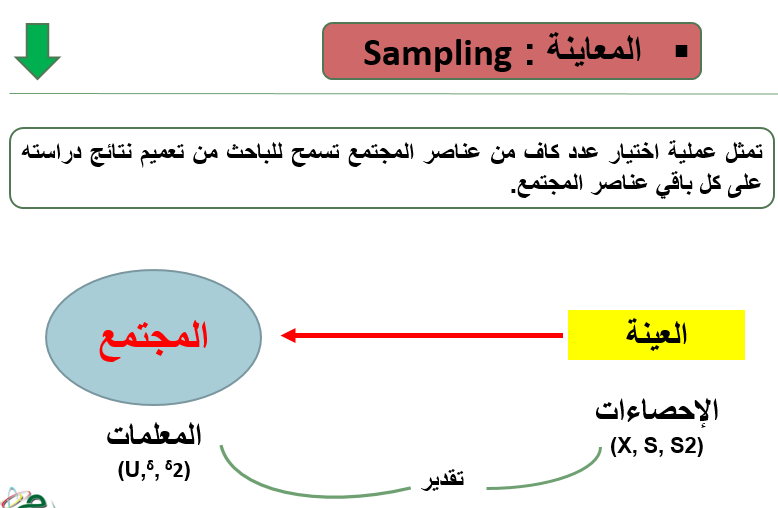 ▪ المعاينة : Sampling
تمثل عملية اختيار عدد كاف من عناصر المجتمع تسمح للباحث من تعميم نتائج دراسته
على كل باقي عناصر المجتمع.
العينة
المجتمع
الإحصاءات
(X, S, S2)
المعلمات
(U,δ, δ2)
تقدير